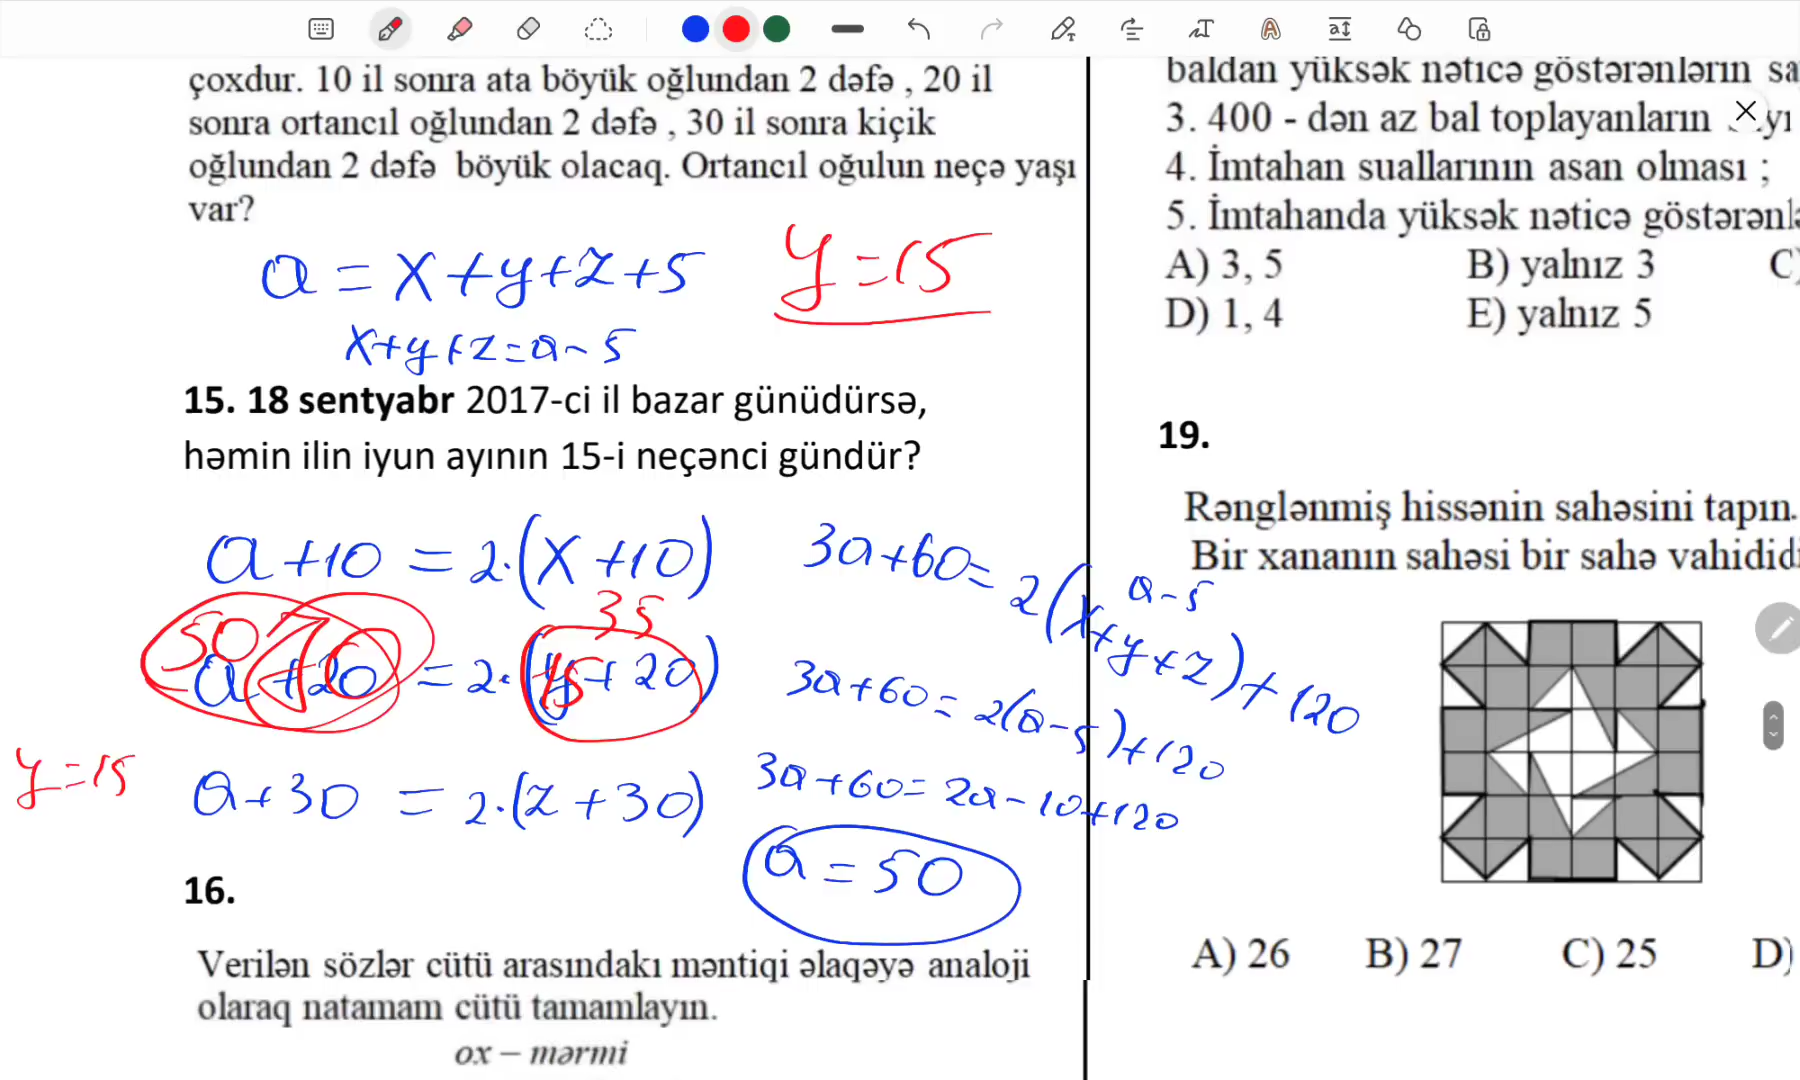 çoxdur. 10 il sonra ata böyük oğlundan 2 dəfə , 20 il
sonra ortancıl oğlundan 2 dəfə , 30 il sonra kiçik
oğlundan 2 dəfə böyük olacaq. Ortancıl oğulun neçə yaşı
var?
a = x+y+z+5
y=15
x+y+z=a-5
15. 18 sentyabr 2017-ci il bazar günüdürsə,
həmin ilin iyun ayının 15-i neçənci gündür?
a+10 = 2·(x+10)
50 70
35
a+20 = 2·(y+20)
15
y=15
a+30 = 2·(z+30)
3a+60=2(x+y+z)+120
a-5
3a+60=2(a-5)+120
3a+60=2a-10+120
a=50
16.
Verilən sözlər cütü arasındakı məntiqi əlaqəyə analoji
olaraq natamam cütü tamamlayın.
ox – mərmi
baldan yüksək nəticə göstərənlərin
3. 400 - dən az bal toplayanların
4. İmtahan suallarının asan olması ;
5. İmtahanda yüksək nəticə
A) 3, 5 B) yalnız 3 C)
D) 1, 4 E) yalnız 5
19.
Rənglənmiş hissənin sahəsini tapın.
Bir xananın sahəsi bir sahə
A) 26 B) 27 C) 25 D)